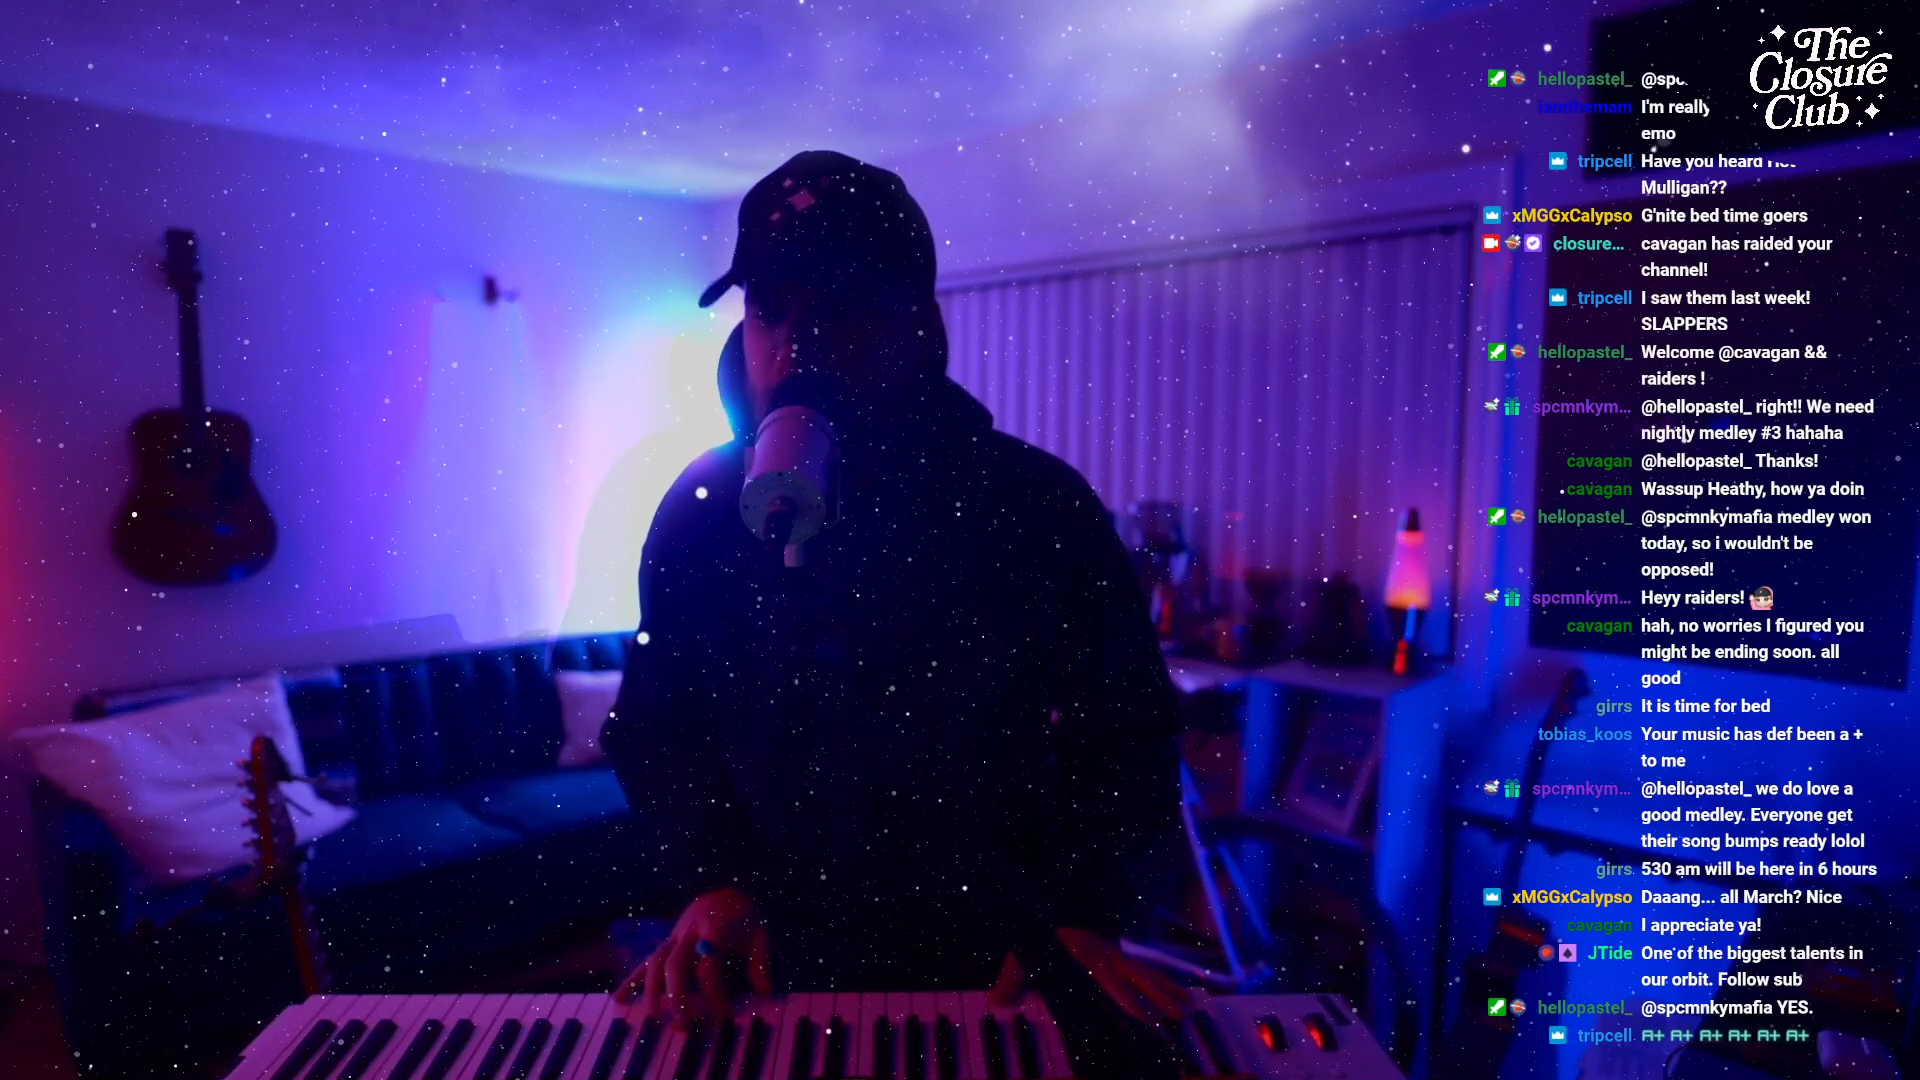 The
Closure
Club
hellopastel_
iamthemam I'm really
emo
tripcell Have you heard
Mulligan??
xMGGxCalypso G'nite bed time goers
closure... cavagan has raided your
channel!
tripcell I saw them last week!
SLAPPERS
hellopastel_ Welcome @cavagan &&
raiders !
spcmnkym... @hellopastel_ right!! We need
nightly medley #3 hahaha
cavagan @hellopastel_ Thanks!
cavagan Wassup Heathy, how ya doin
hellopastel_ @spcmnkymafia medley won
today, so i wouldn't be
opposed!
spcmnkym... Heyy raiders!
cavagan hah, no worries I figured you
might be ending soon. all
good
girrs It is time for bed
tobias_koos Your music has def been a +
to me
spcmnkym... @hellopastel_ we do love a
good medley. Everyone get
their song bumps ready lolol
girrs 530 am will be here in 6 hours
xMGGxCalypso Daaang... all March? Nice
cavagan I appreciate ya!
JTide One of the biggest talents in
our orbit. Follow sub
hellopastel_ @spcmnkymafia YES.
tripcell A+ A+ A+ A+ A+ A+